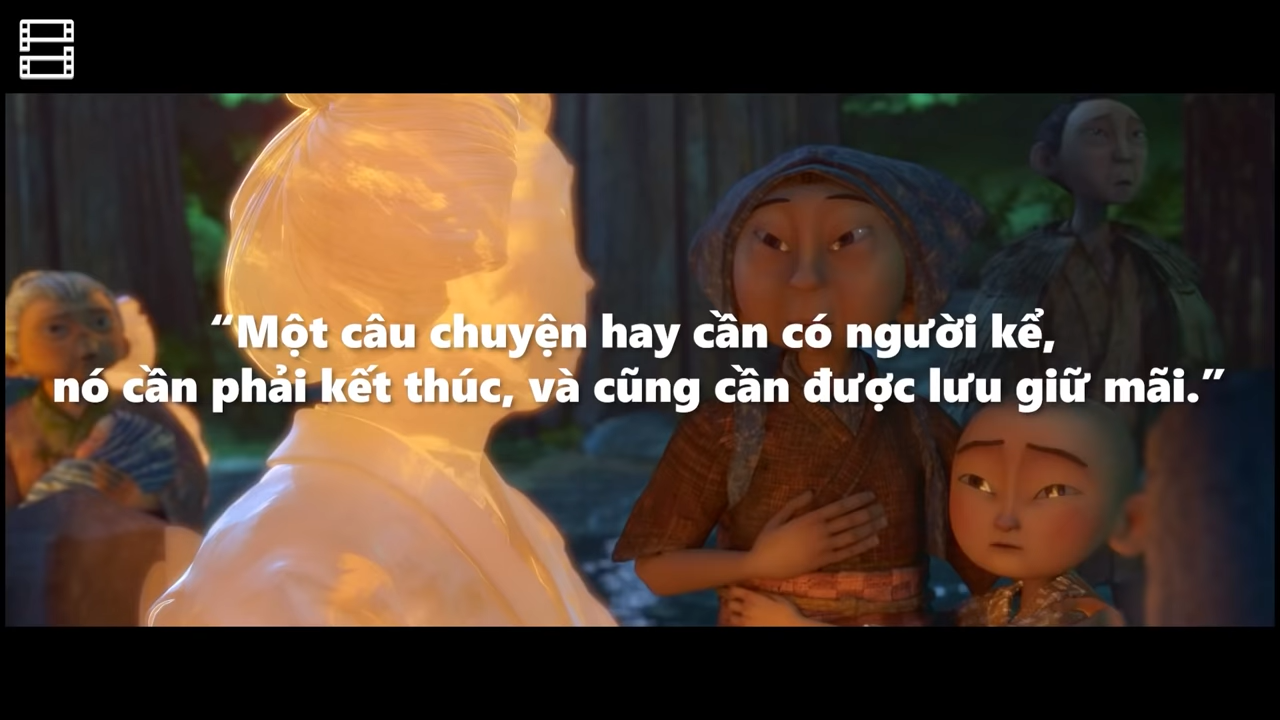 “Một câu chuyện hay cần có người kể,
nó cần phải kết thúc, và cũng cần được lưu giữ mãi.”